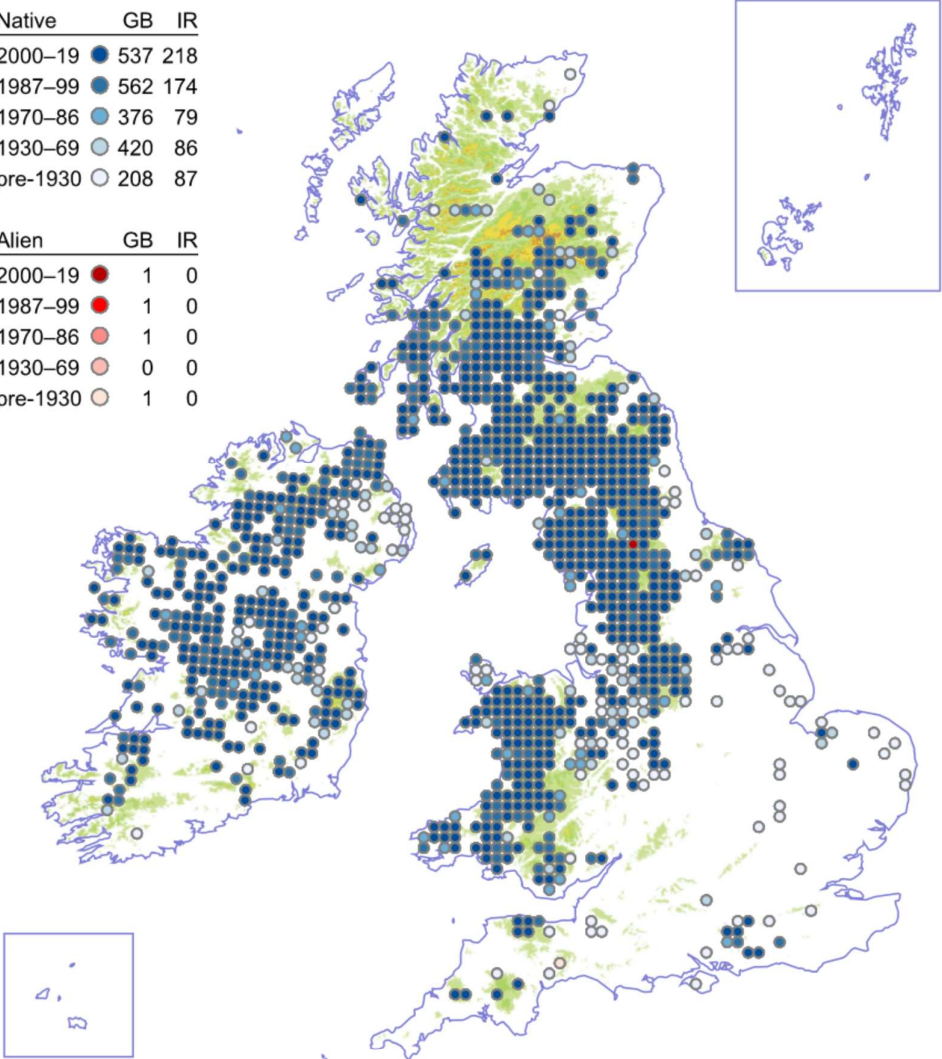 Native GB IR
2000–19 537 218
1987–99 562 174
1970–86 376 79
1930–69 420 86
pre-1930 208 87
Alien GB IR
2000–19 1 0
1987–99 1 0
1970–86 1 0
1930–69 0 0
pre-1930 1 0